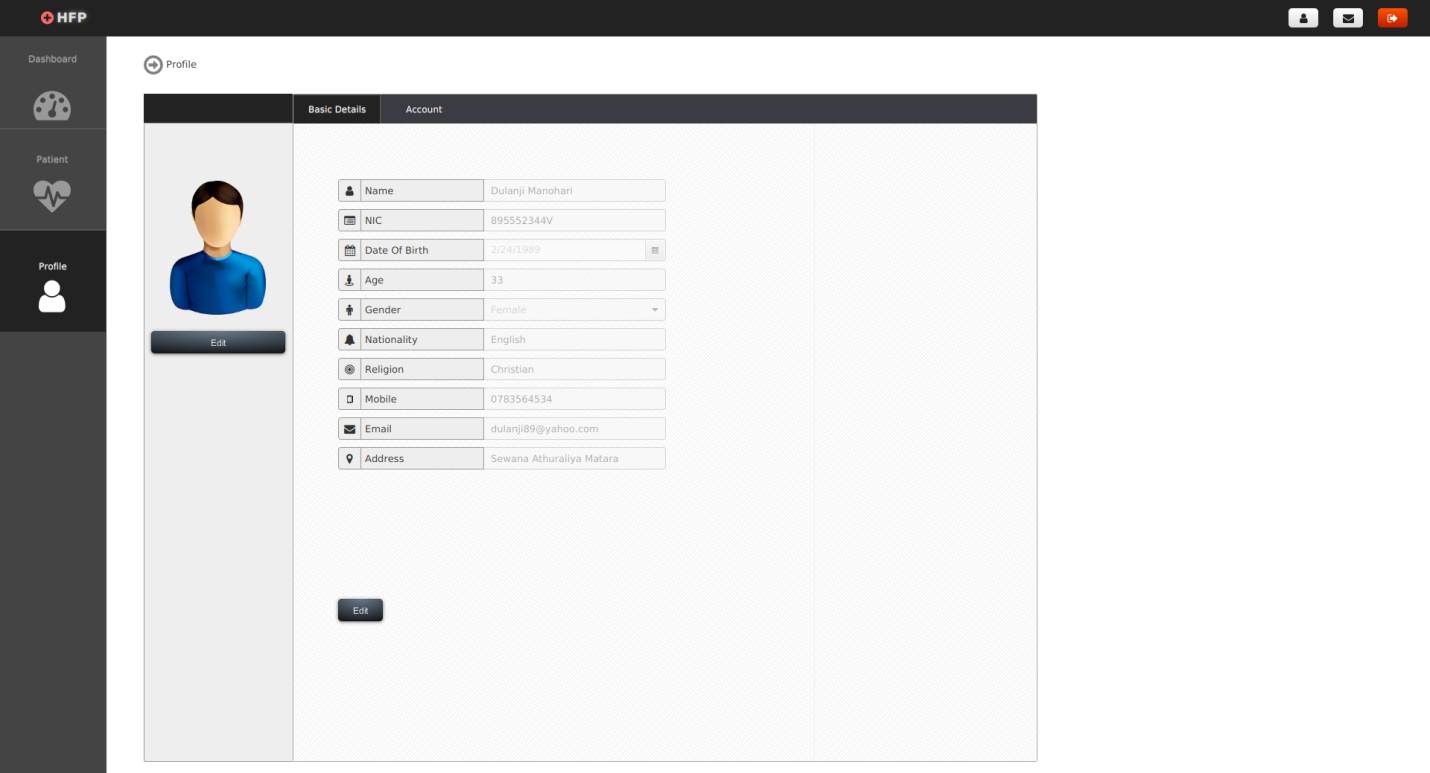 HFP
Dashboard
Patient
Profile
Profile
Basic Details Account
Edit
Name Dulanji Manohari
NIC 895552344V
Date Of Birth 2/24/1989
Age 33
Gender Female
Nationality English
Religion Christian
Mobile 0783564534
Email dulanji89@yahoo.com
Address Sewana Athuraliya Matara
Edit